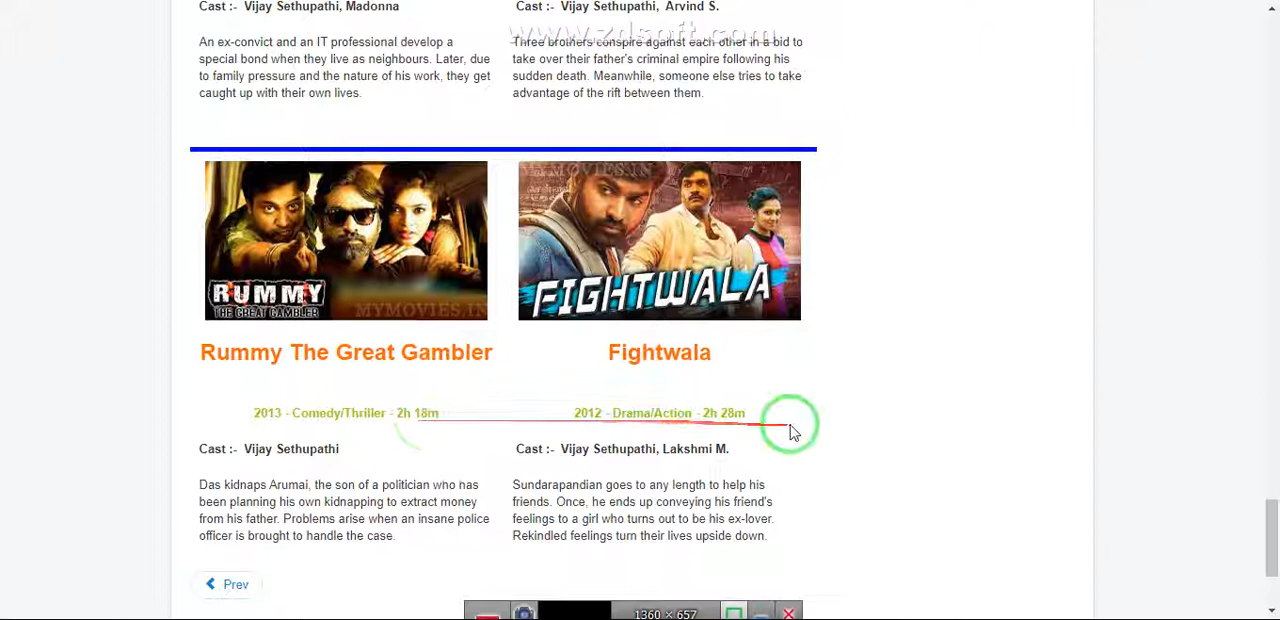 Cast :-  Vijay Sethupathi, Madonna
An ex-convict and an IT professional develop a
special bond when they live as neighbours. Later, due
to family pressure and the nature of his work, they get
caught up with their own lives.
Cast :-  Vijay Sethupathi,  Arvind S.
www.zdsoft.com
Three brothers conspire against each other in a bid to
take over their father's criminal empire following his
sudden death. Meanwhile, someone else tries to take
advantage of the rift between them.
RUMMY
THE GREAT GAMBLER
MYMOVIES.IN
MYMOVIES.IN
FIGHTWALA
Rummy The Great Gambler
2013 - Comedy/Thriller - 2h 18m
Cast :-  Vijay Sethupathi
Das kidnaps Arumai, the son of a politician who has
been planning his own kidnapping to extract money
from his father. Problems arise when an insane police
officer is brought to handle the case.
Fightwala
2012 - Drama/Action - 2h 28m
Cast :-  Vijay Sethupathi, Lakshmi M.
Sundarapandian goes to any length to help his
friends. Once, he ends up conveying his friend's
feelings to a girl who turns out to be his ex-lover.
Rekindled feelings turn their lives upside down.
Prev
1360 × 657